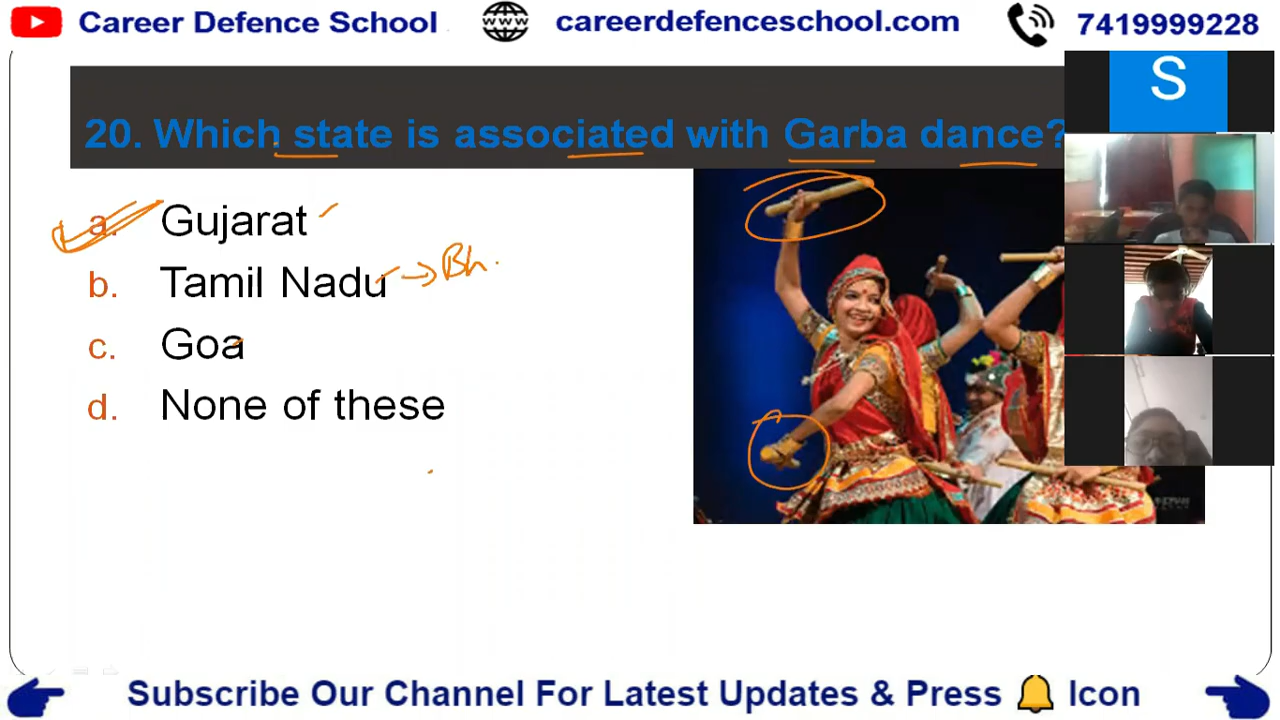 Career Defence School
WWW
careerdefenceschool.com
7419999228
20. Which state is associated with Garba dance?
S
a. Gujarat
b. Tamil Nadu → Bh.
c. Goa
d. None of these
Subscribe Our Channel For Latest Updates & Press 🔔 Icon